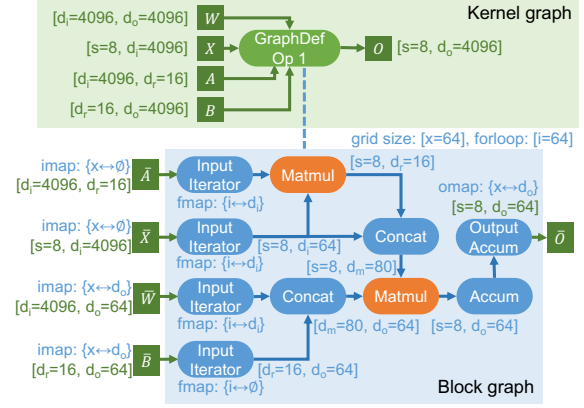 Kernel graph
[dᵢ=4096, dₒ=4096]
W
[s=8, dᵢ=4096]
X
GraphDef
Op 1
O
[s=8, dₒ=4096]
[dᵢ=4096, dᵣ=16]
A
[dᵣ=16, dₒ=4096]
B
grid size: [x=64], forloop: [i=64]
imap: {x↔∅}
[dᵢ=4096, dᵣ=16]
Ā
Input
Iterator
fmap: {i↔dᵢ}
Matmul
[s=8, dᵣ=16]
omap: {x↔dₒ}
[s=8, dₒ=64]
imap: {x↔∅}
[s=8, dᵢ=4096]
X̄
Input
Iterator
fmap: {i↔dᵢ}
[s=8, dᵢ=64]
Concat
Output
Accum
Ō
[s=8, dₘ=80]
imap: {x↔dₒ}
[dᵢ=4096, dₒ=64]
W̄
Input
Iterator
fmap: {i↔dᵢ}
Concat
Matmul
Accum
[dₘ=80, dₒ=64]
[s=8, dₒ=64]
imap: {x↔dₒ}
[dᵣ=16, dₒ=64]
B̄
Input
Iterator
fmap: {i↔∅}
[dᵣ=16, dₒ=64]
Block graph